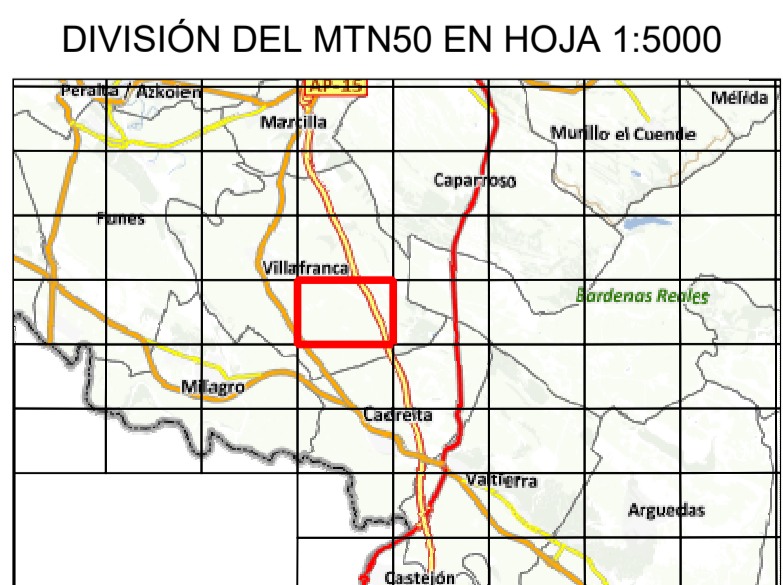 DIVISIÓN DEL MTN50 EN HOJA 1:5000
AP-15
Peralta / Azkoien
Mélida
Marcilla
Murillo el Cuende
Caparroso
Funes
Villafranca
Bardenas Reales
Milagro
Cadreita
Valtierra
Arguedas
Castejón